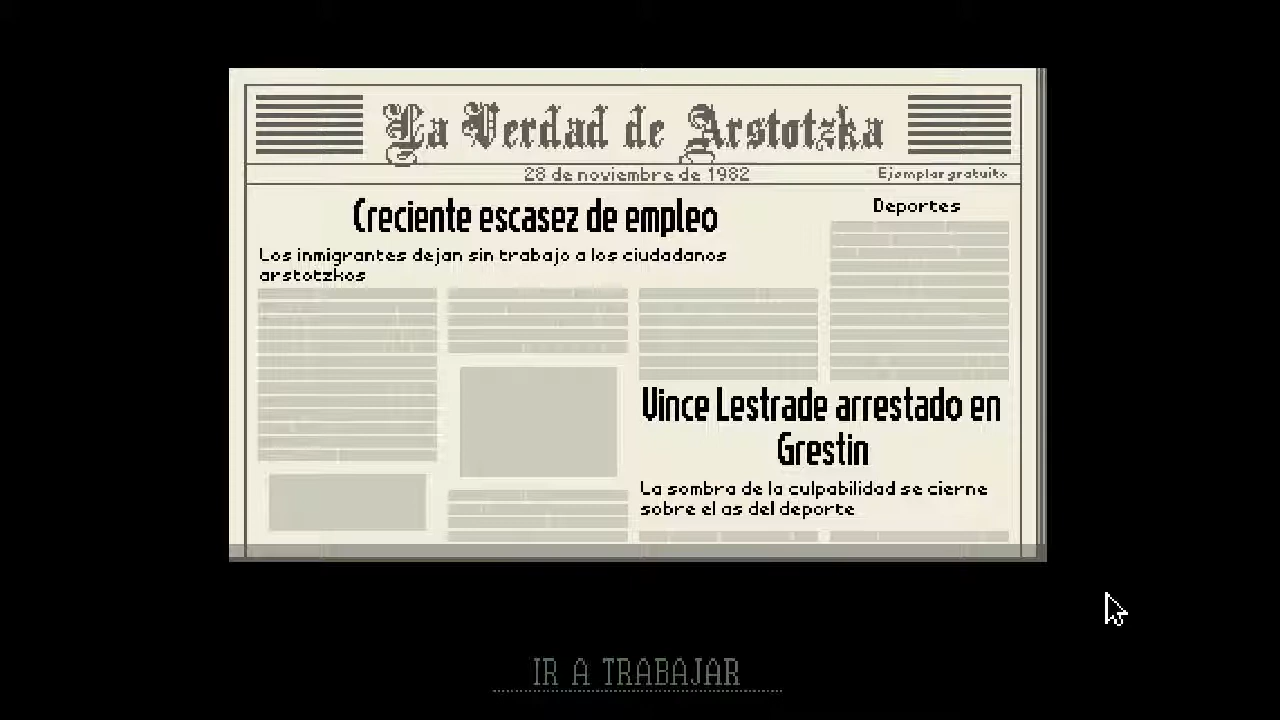 La Verdad de Arstotzka
28 de noviembre de 1982
Ejemplar gratuito
Creciente escasez de empleo
Los inmigrantes dejan sin trabajo a los ciudadanos
arstotzkos
Deportes
Vince Lestrade arrestado en
Grestin
La sombra de la culpabilidad se cierne
sobre el as del deporte
IR A TRABAJAR